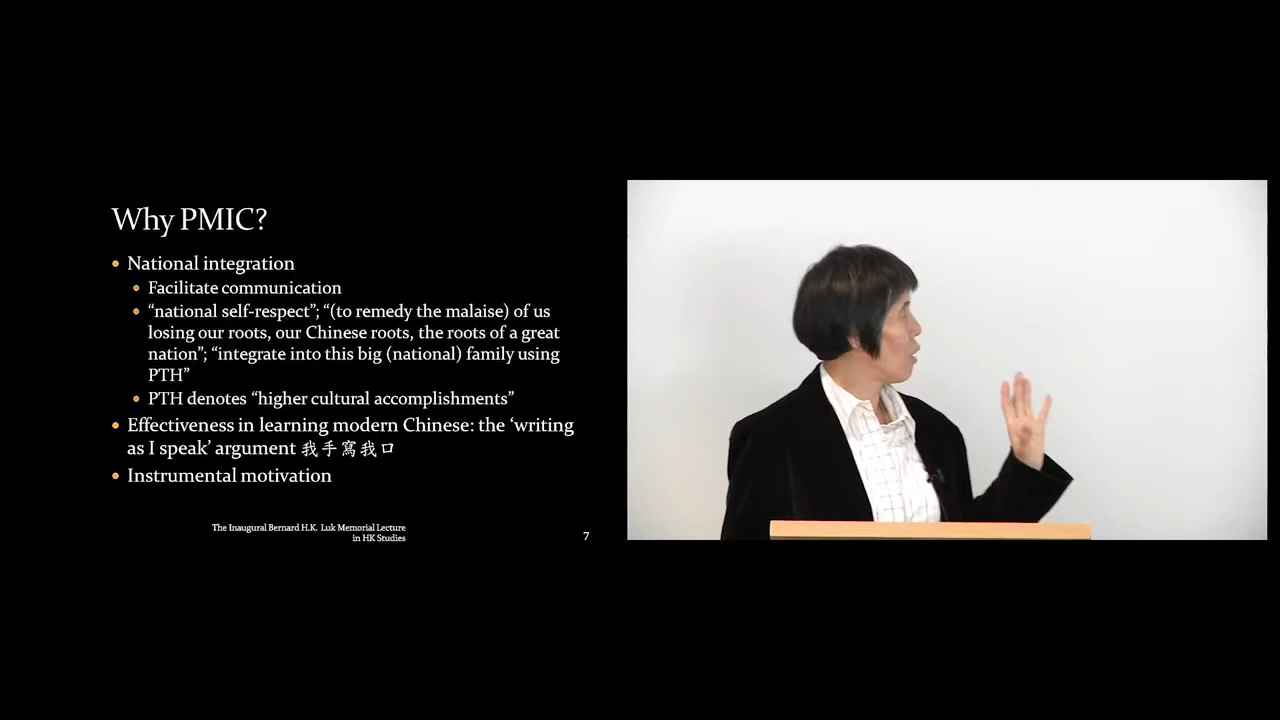 Why PMIC?
National integration
Facilitate communication
“national self-respect”; “(to remedy the malaise) of us
losing our roots, our Chinese roots, the roots of a great
nation”; “integrate into this big (national) family using
PTH”
PTH denotes “higher cultural accomplishments”
Effectiveness in learning modern Chinese: the ‘writing
as I speak’ argument 我手寫我口
Instrumental motivation
The Inaugural Bernard H.K. Luk Memorial Lecture
in HK Studies
7